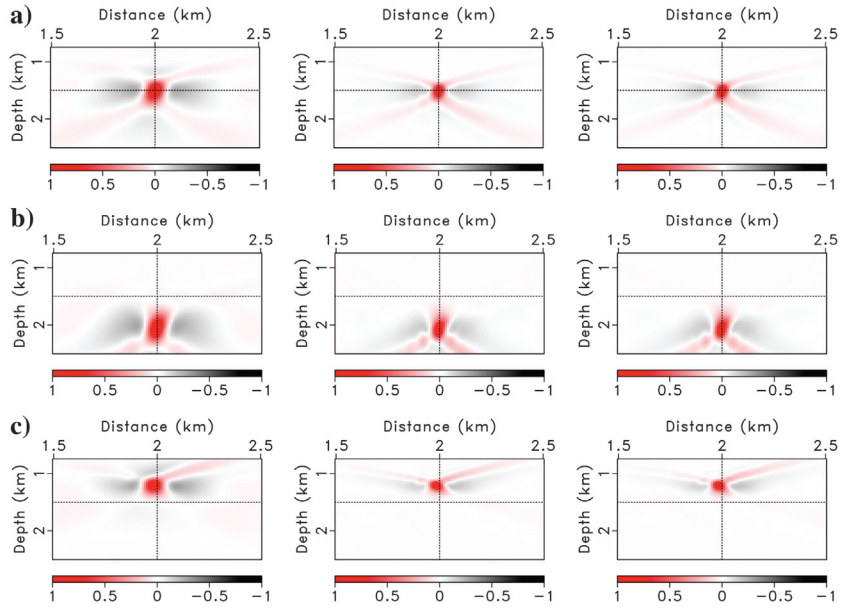 a)
Distance (km) Distance (km) Distance (km)
1.5 2 2.5 1.5 2 2.5 1.5 2 2.5
Depth (km) 1 2 Depth (km) 1 2 Depth (km) 1 2
1 0.5 0 -0.5 -1 1 0.5 0 -0.5 -1 1 0.5 0 -0.5 -1
b)
Distance (km) Distance (km) Distance (km)
1.5 2 2.5 1.5 2 2.5 1.5 2 2.5
Depth (km) 1 2 Depth (km) 1 2 Depth (km) 1 2
1 0.5 0 -0.5 -1 1 0.5 0 -0.5 -1 1 0.5 0 -0.5 -1
c)
Distance (km) Distance (km) Distance (km)
1.5 2 2.5 1.5 2 2.5 1.5 2 2.5
Depth (km) 1 2 Depth (km) 1 2 Depth (km) 1 2
1 0.5 0 -0.5 -1 1 0.5 0 -0.5 -1 1 0.5 0 -0.5 -1